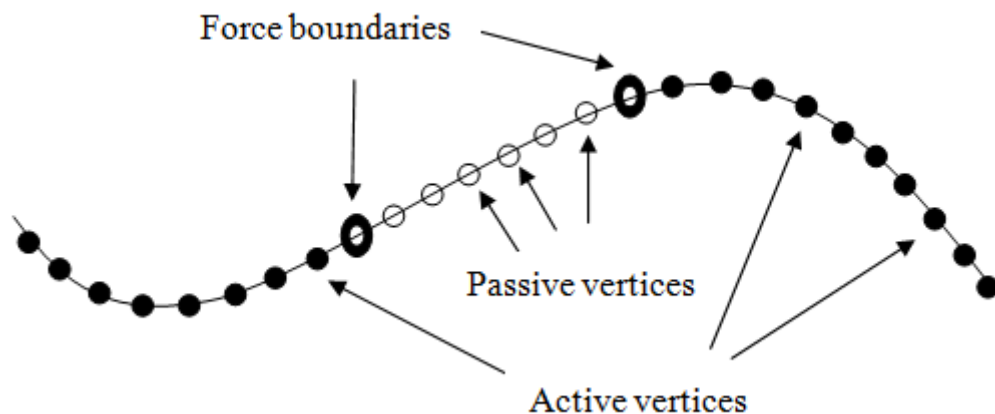 Force boundaries
Passive vertices
Active vertices